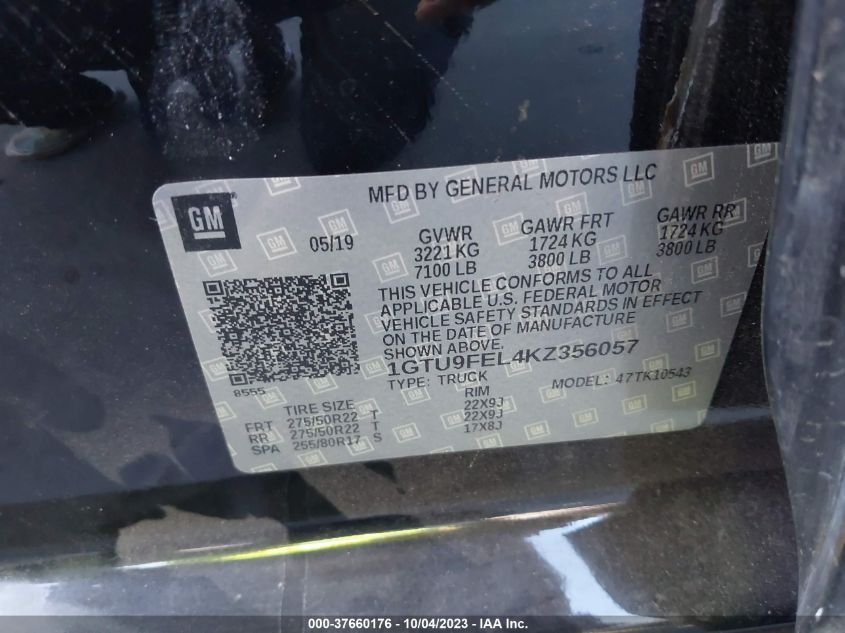 MFD BY GENERAL MOTORS LLC
GM
05/19
GVWR GAWR FRT GAWR RR
3221 KG 1724 KG 1724 KG
7100 LB 3800 LB 3800 LB
THIS VEHICLE CONFORMS TO ALL
APPLICABLE U.S. FEDERAL MOTOR
VEHICLE SAFETY STANDARDS IN EFFECT
ON THE DATE OF MANUFACTURE
SHOWN ABOVE.
1GTU9FEL4KZ356057
8555
TYPE: TRUCK MODEL: 47TK10543
TIRE SIZE RIM
FRT 275/50R22 T 22X9J
RR 275/50R22 T 22X9J
SPA 255/80R17 S 17X8J
000-37660176 - 10/04/2023 - IAA Inc.